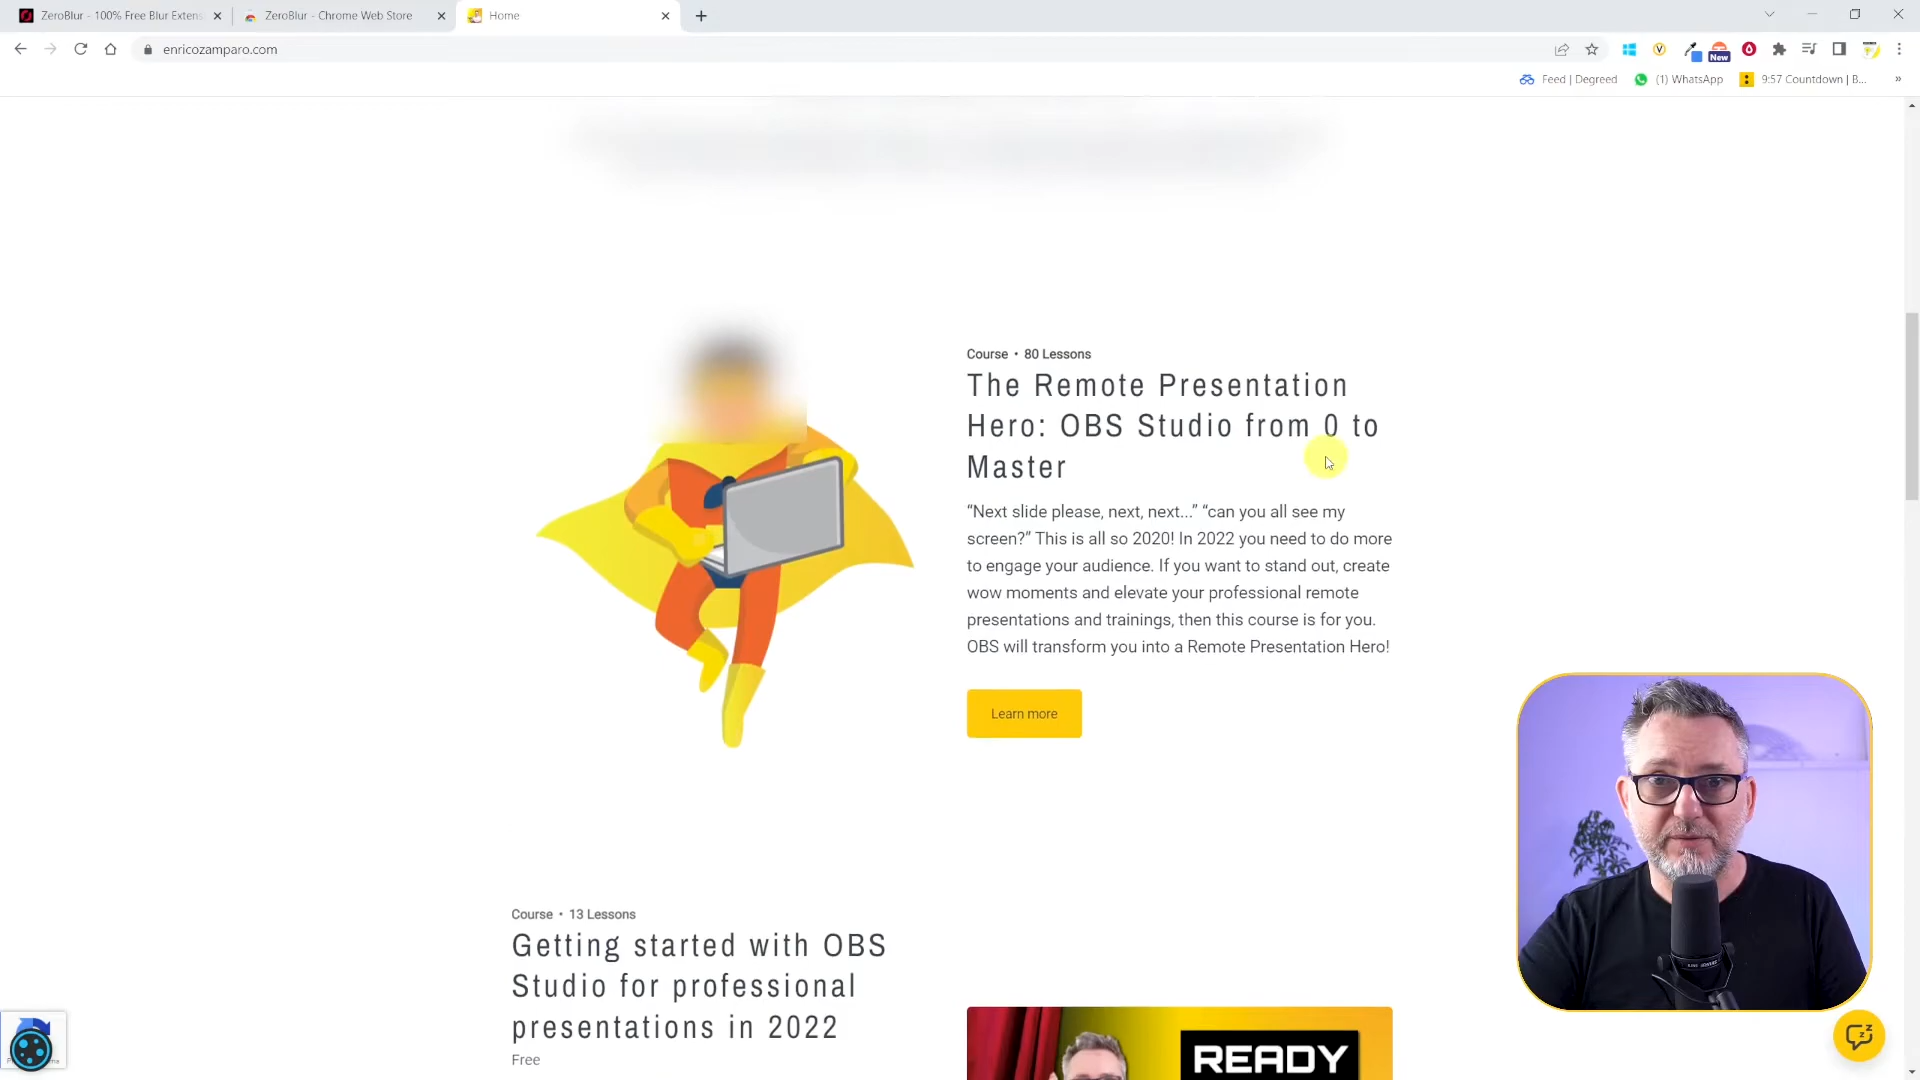 ZeroBlur - 100% Free Blur Extens
ZeroBlur - Chrome Web Store
Home
enricozamparo.com
New
Feed | Degreed
(1) WhatsApp
9:57 Countdown | B...
»
Course • 80 Lessons
The Remote Presentation
Hero: OBS Studio from 0 to
Master
“Next slide please, next, next...” “can you all see my
screen?” This is all so 2020! In 2022 you need to do more
to engage your audience. If you want to stand out, create
wow moments and elevate your professional remote
presentations and trainings, then this course is for you.
OBS will transform you into a Remote Presentation Hero!
Learn more
Course • 13 Lessons
Getting started with OBS
Studio for professional
presentations in 2022
Free
READY